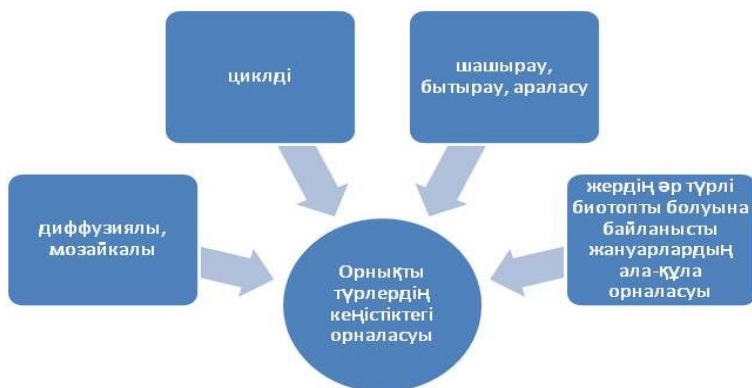 циклді
шашырау,
бытырау, араласу
диффузиялы,
мозайкалы
жердің әр түрлі
биотопты болуына
байланысты
жануарлардың
ала-құла
орналасуы
Орнықты
түрлердің
кеңістіктегі
орналасуы